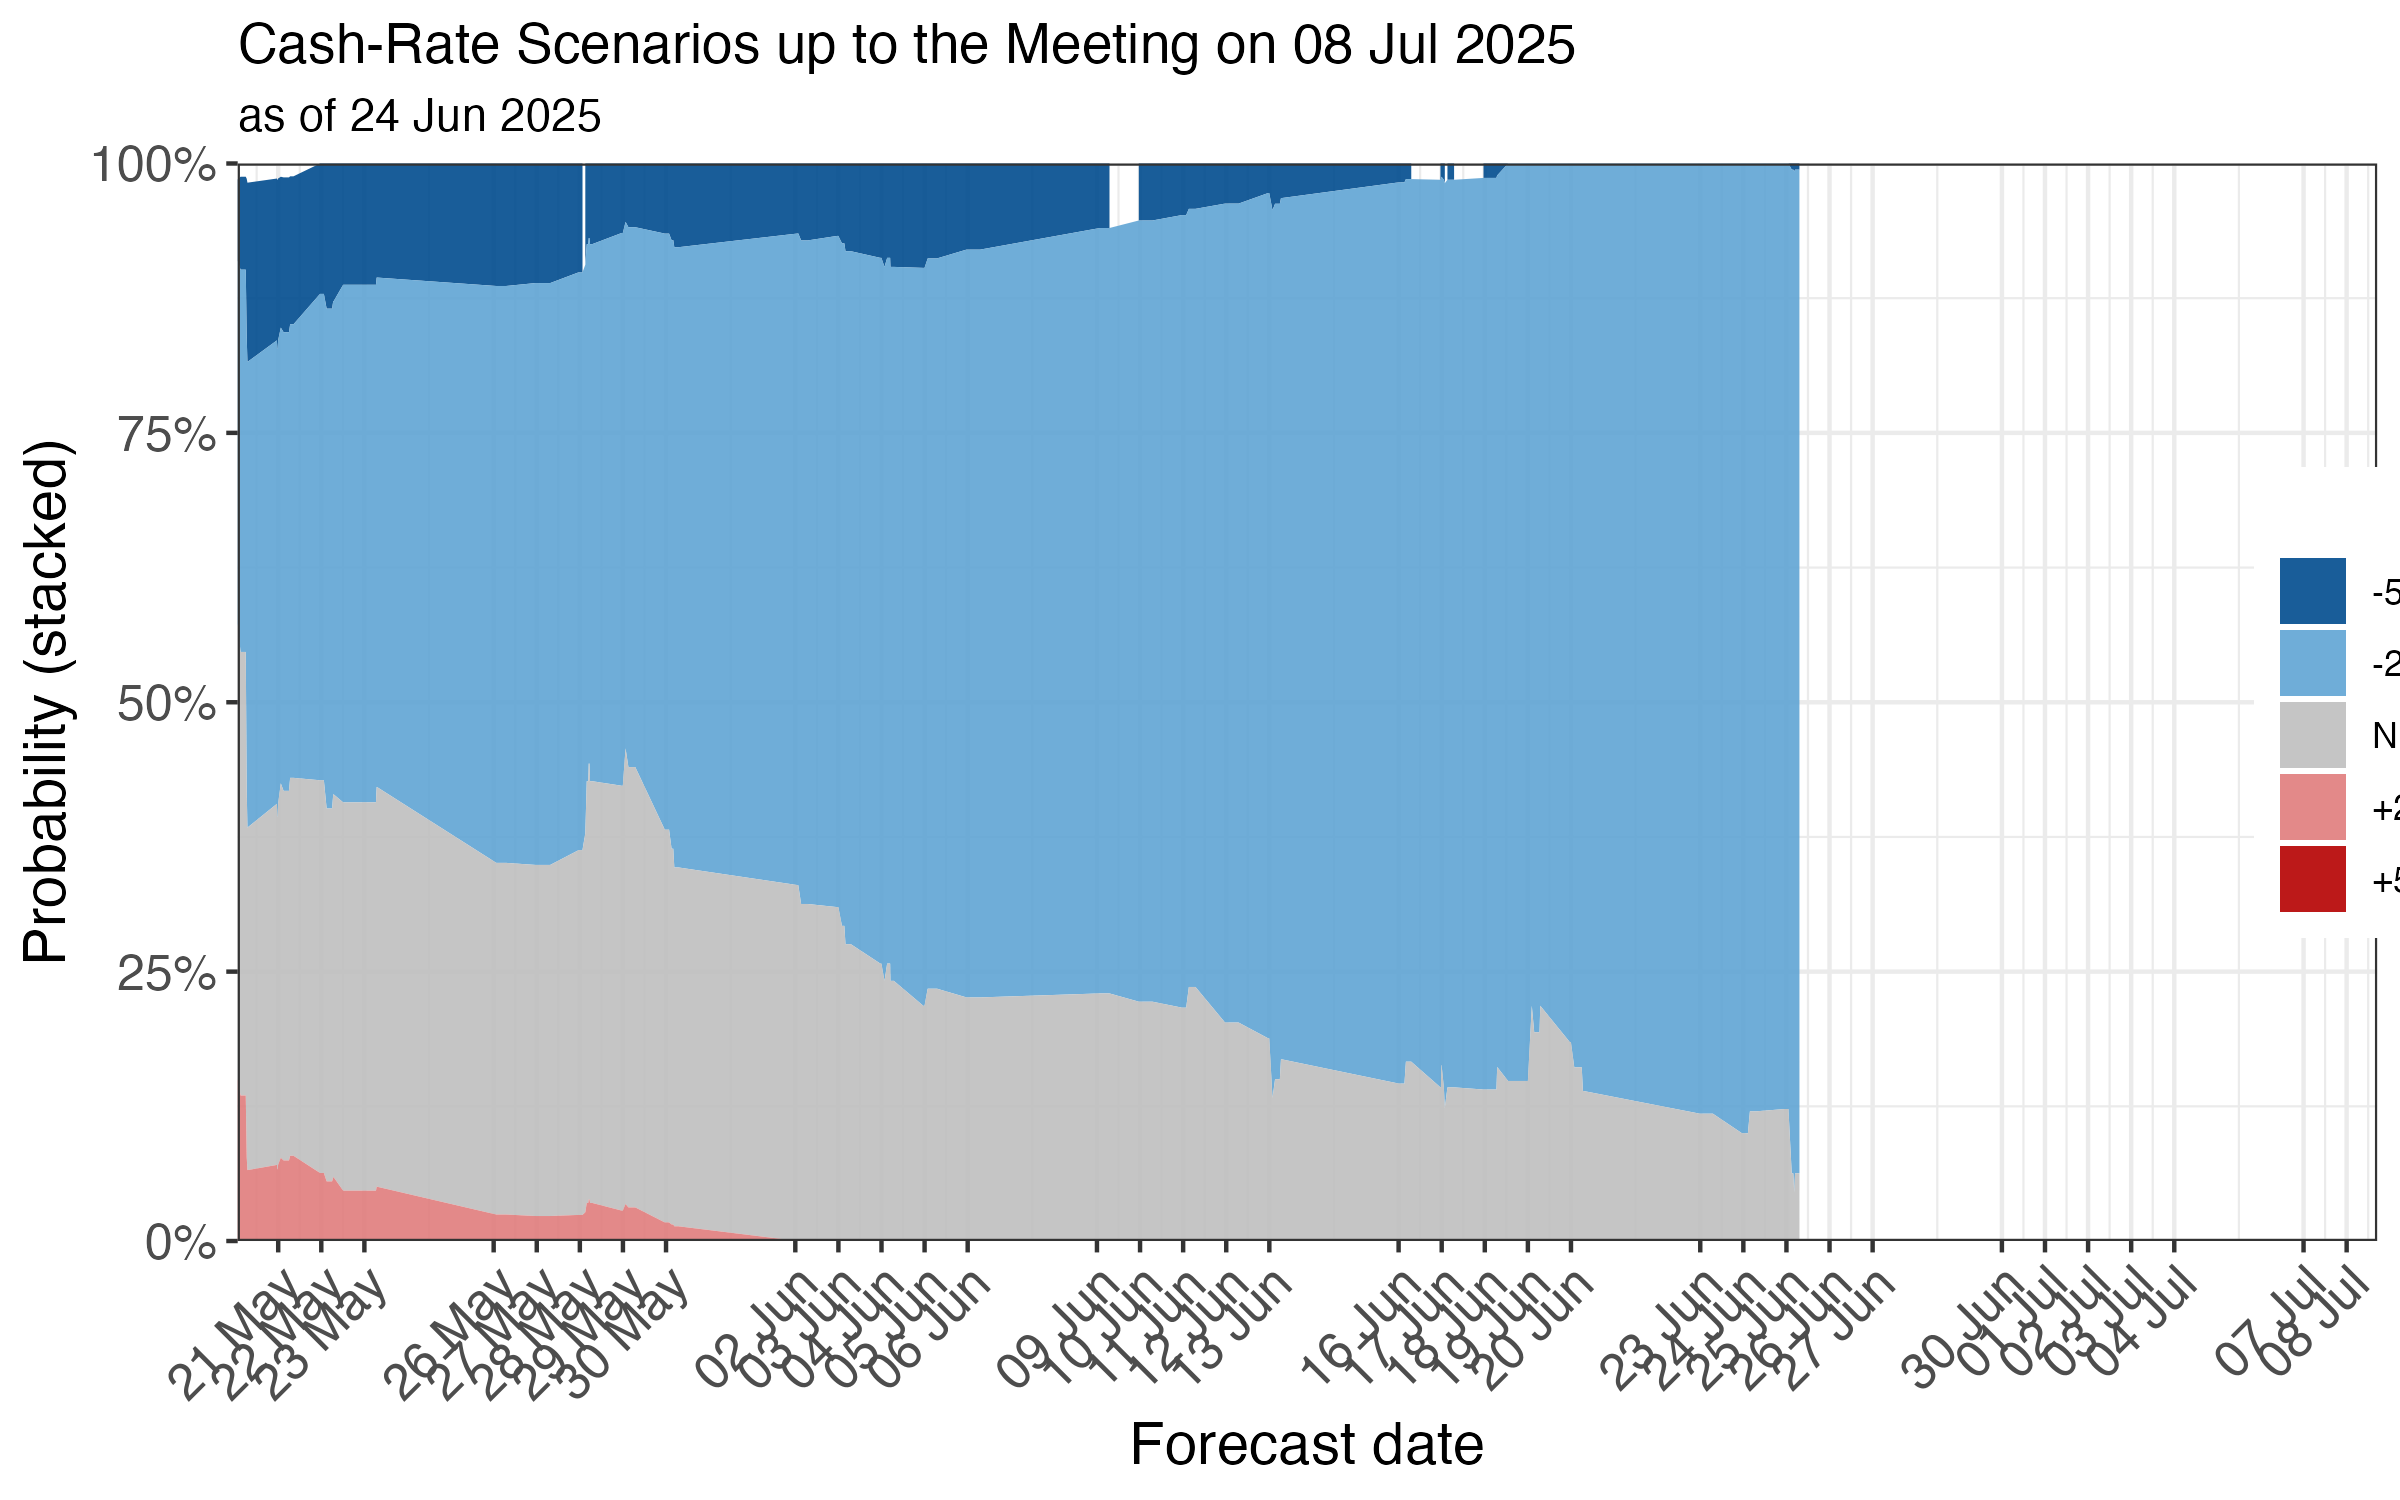 Cash-Rate Scenarios up to the Meeting on 08 Jul 2025
as of 24 Jun 2025
100%
75%
50%
25%
0%
Probability (stacked)
21 May
22 May
23 May
26 May
27 May
28 May
29 May
30 May
02 Jun
03 Jun
04 Jun
05 Jun
06 Jun
09 Jun
10 Jun
11 Jun
12 Jun
13 Jun
16 Jun
17 Jun
18 Jun
19 Jun
20 Jun
23 Jun
24 Jun
25 Jun
26 Jun
27 Jun
30 Jun
01 Jul
02 Jul
03 Jul
04 Jul
07 Jul
08 Jul
Forecast date
-5
-2
N
+2
+5